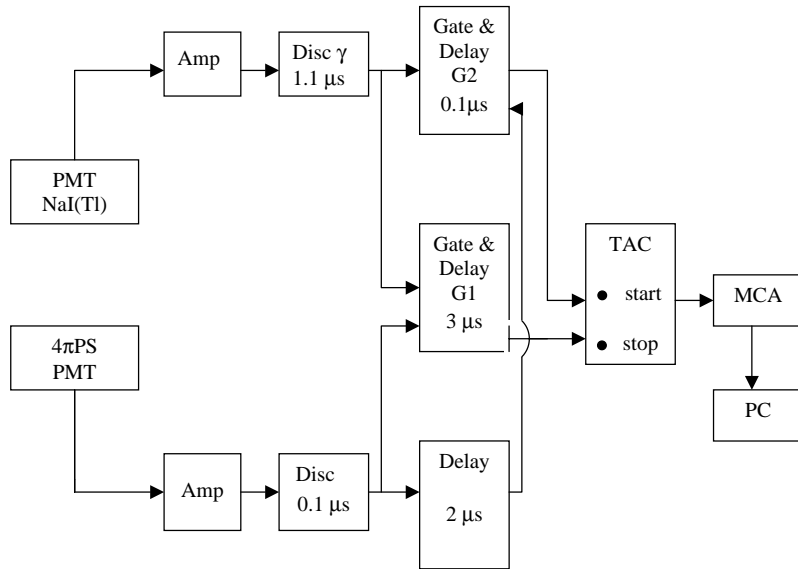 Amp
Disc γ
1.1 μs
Gate &
Delay
G2
0.1μs
PMT
NaI(Tl)
Gate &
Delay
G1
3 μs
TAC
start
stop
MCA
PC
4πPS
PMT
Amp
Disc
0.1 μs
Delay
2 μs